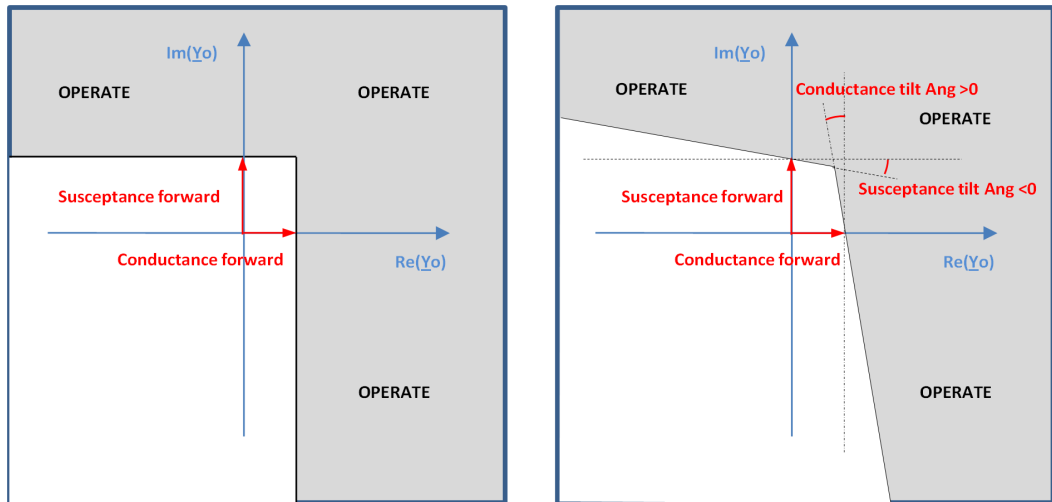 Im(Yo)
OPERATE
OPERATE
Susceptance forward
Conductance forward
Re(Yo)
OPERATE
Im(Yo)
OPERATE
Conductance tilt Ang >0
OPERATE
Susceptance forward
Susceptance tilt Ang <0
Conductance forward
Re(Yo)
OPERATE